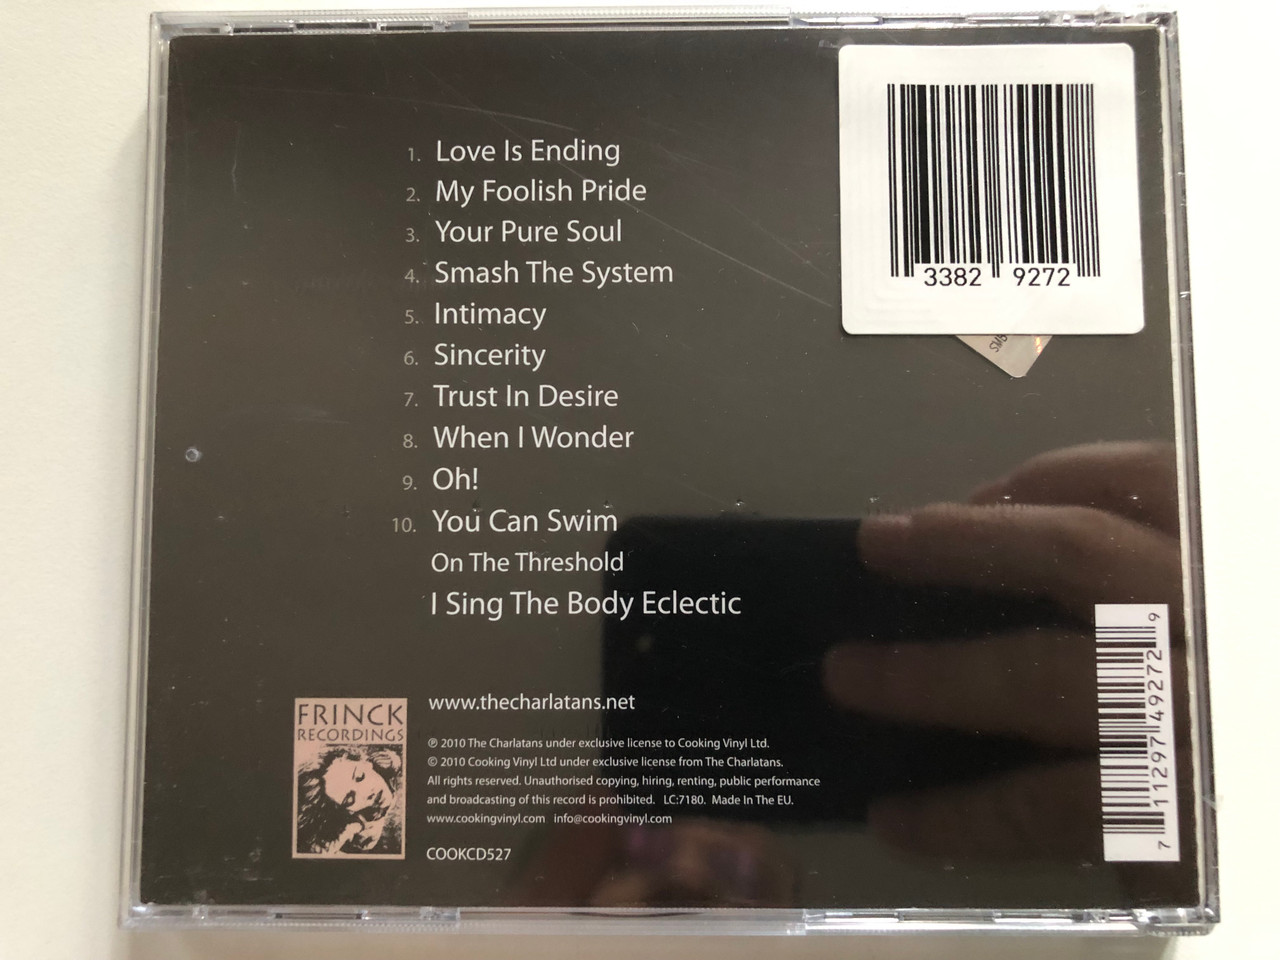 1. Love Is Ending
2. My Foolish Pride
3. Your Pure Soul
4. Smash The System
5. Intimacy
6. Sincerity
7. Trust In Desire
8. When I Wonder
9. Oh!
10. You Can Swim
On The Threshold
I Sing The Body Eclectic
3382 9272
www.thecharlatans.net
FRINCK
RECORDINGS
℗ 2010 The Charlatans under exclusive license to Cooking Vinyl Ltd.
© 2010 Cooking Vinyl Ltd under exclusive license from The Charlatans.
All rights reserved. Unauthorised copying, hiring, renting, public performance
and broadcasting of this record is prohibited. LC:7180. Made In The EU.
www.cookingvinyl.com info@cookingvinyl.com
COOKCD527
7 11297 49272 9